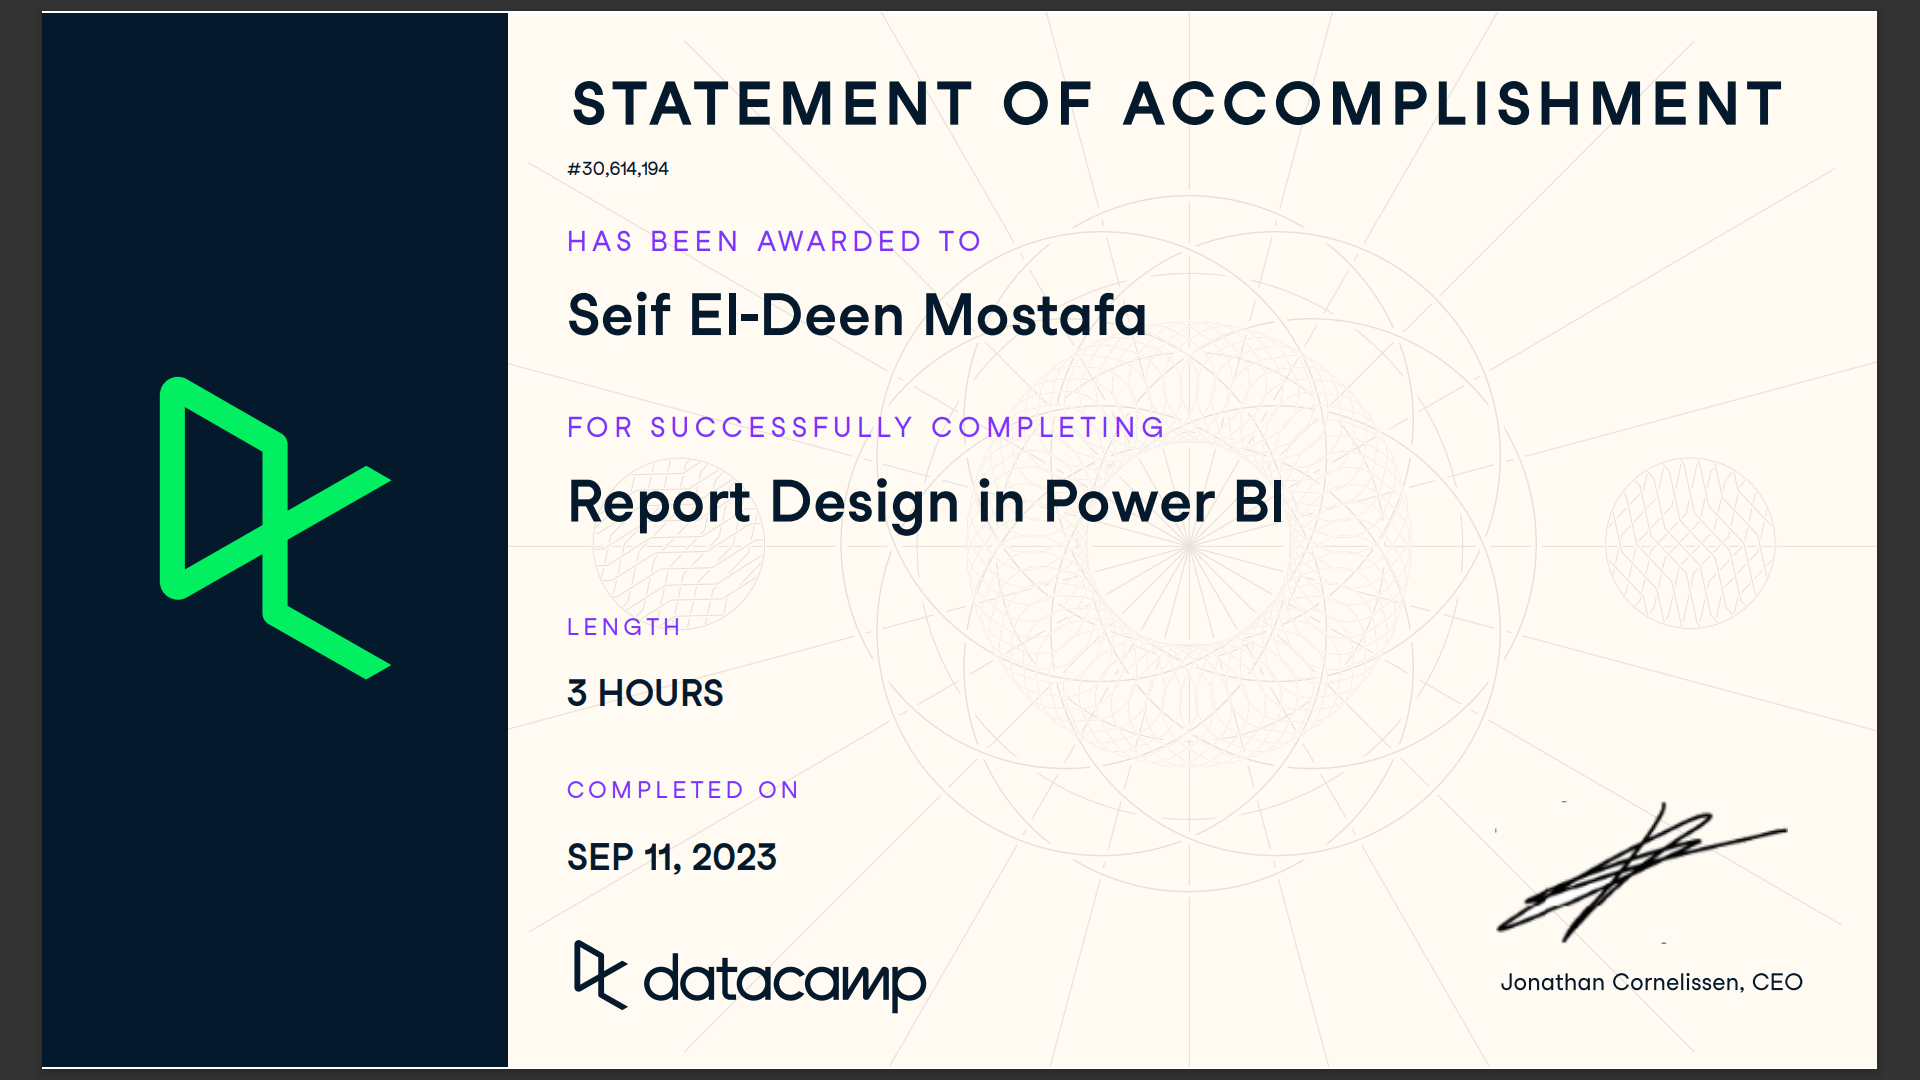 STATEMENT OF ACCOMPLISHMENT
#30,614,194
HAS BEEN AWARDED TO
Seif El-Deen Mostafa
FOR SUCCESSFULLY COMPLETING
Report Design in Power BI
LENGTH
3 HOURS
COMPLETED ON
SEP 11, 2023
datacamp
Jonathan Cornelissen, CEO